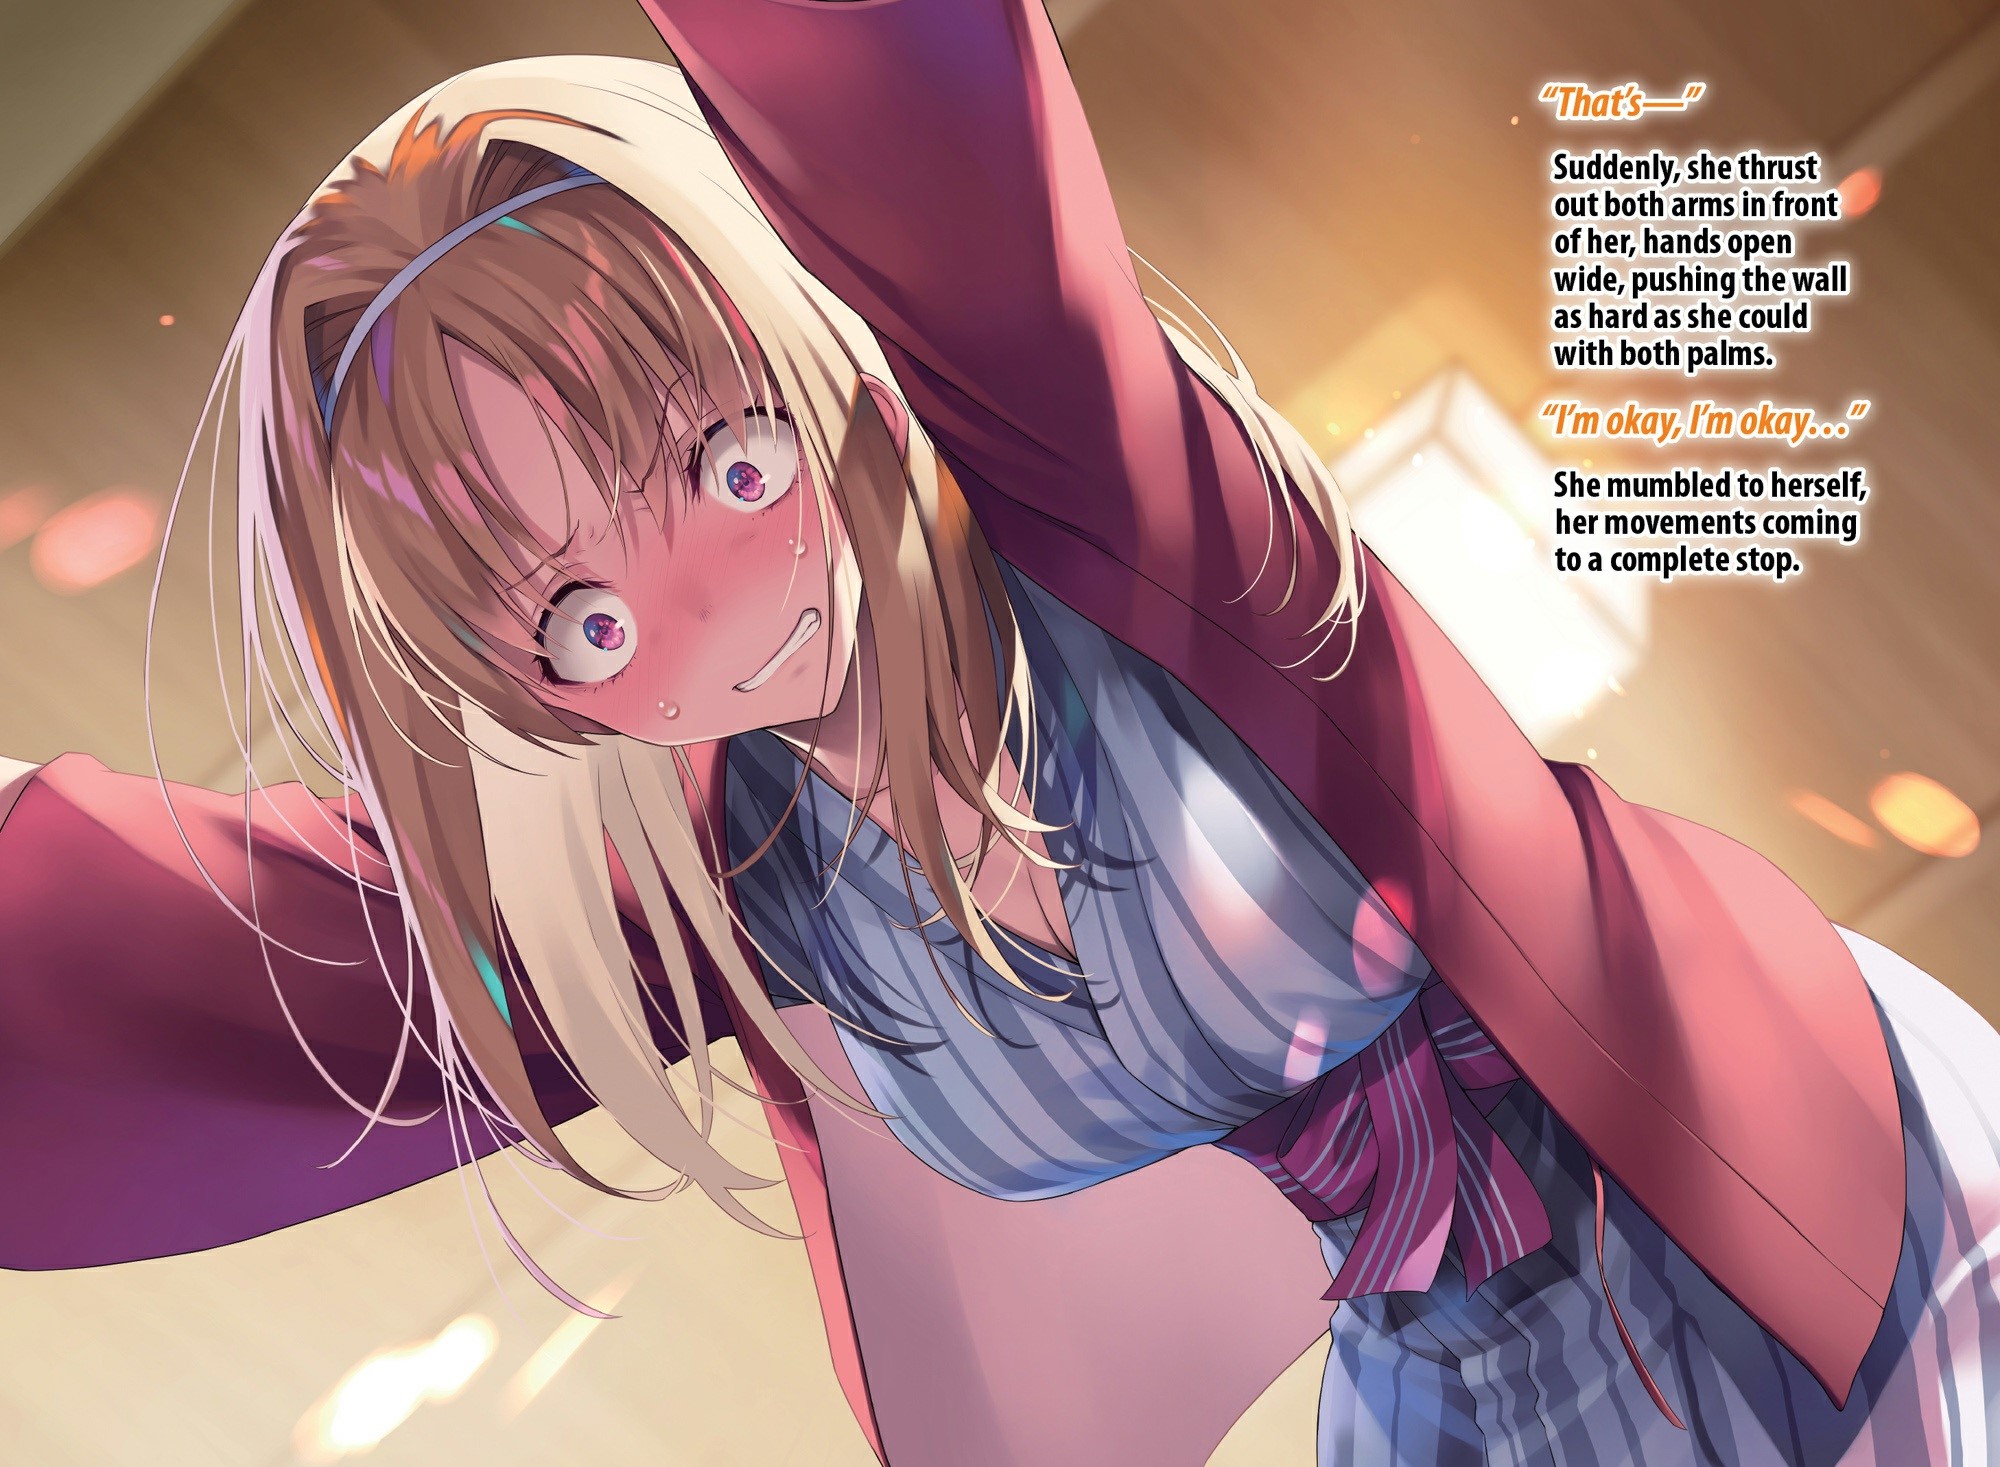 “That’s—”
Suddenly, she thrust
out both arms in front
of her, hands open
wide, pushing the wall
as hard as she could
with both palms.
“I’m okay, I’m okay…”
She mumbled to herself,
her movements coming
to a complete stop.